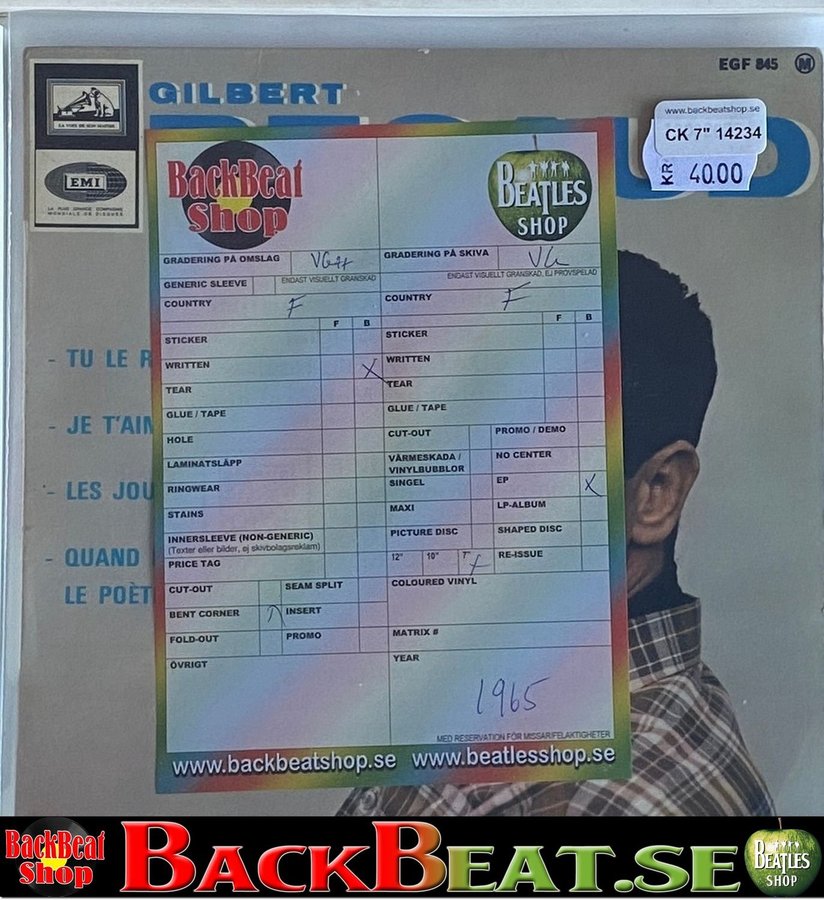 GILBERT
EGF 845 M
LA VOIX DE SON MAITRE
EMI
LA PLUS GRANDE COMPAGNIE
MONDIALE DE DISQUES
www.backbeatshop.se
CK 7" 14234
KR 40.00
- TU LE R
- JE T'AIM
- LES JOU
- QUAND
LE POÈT
BACKBEAT
SHOP
BEATLES
SHOP
GRADERING PÅ OMSLAG VG++
GRADERING PÅ SKIVA VG
ENDAST VISUELLT GRANSKAD
ENDAST VISUELLT GRANSKAD, EJ PROVSPELAD
GENERIC SLEEVE
COUNTRY F
COUNTRY F
F B
F B
STICKER
WRITTEN X
TEAR
GLUE / TAPE
HOLE
LAMINATSLÄPP
RINGWEAR
STAINS
INNERSLEEVE (NON-GENERIC)
(Texter eller bilder, ej skivbolagsreklam)
PRICE TAG
CUT-OUT SEAM SPLIT
BENT CORNER INSERT
FOLD-OUT PROMO
ÖVRIGT
STICKER
WRITTEN
TEAR
GLUE / TAPE
CUT-OUT PROMO / DEMO
VÄRMESKADA / VINYLBUBBLOR NO CENTER
SINGEL EP X
MAXI LP-ALBUM
PICTURE DISC SHAPED DISC
12" 10" 7" X RE-ISSUE
COLOURED VINYL
MATRIX #
YEAR
1965
MED RESERVATION FÖR MISSAR/FELAKTIGHETER
www.backbeatshop.se www.beatlesshop.se
BACKBEAT
SHOP
BACKBEAT.SE
BEATLES
SHOP